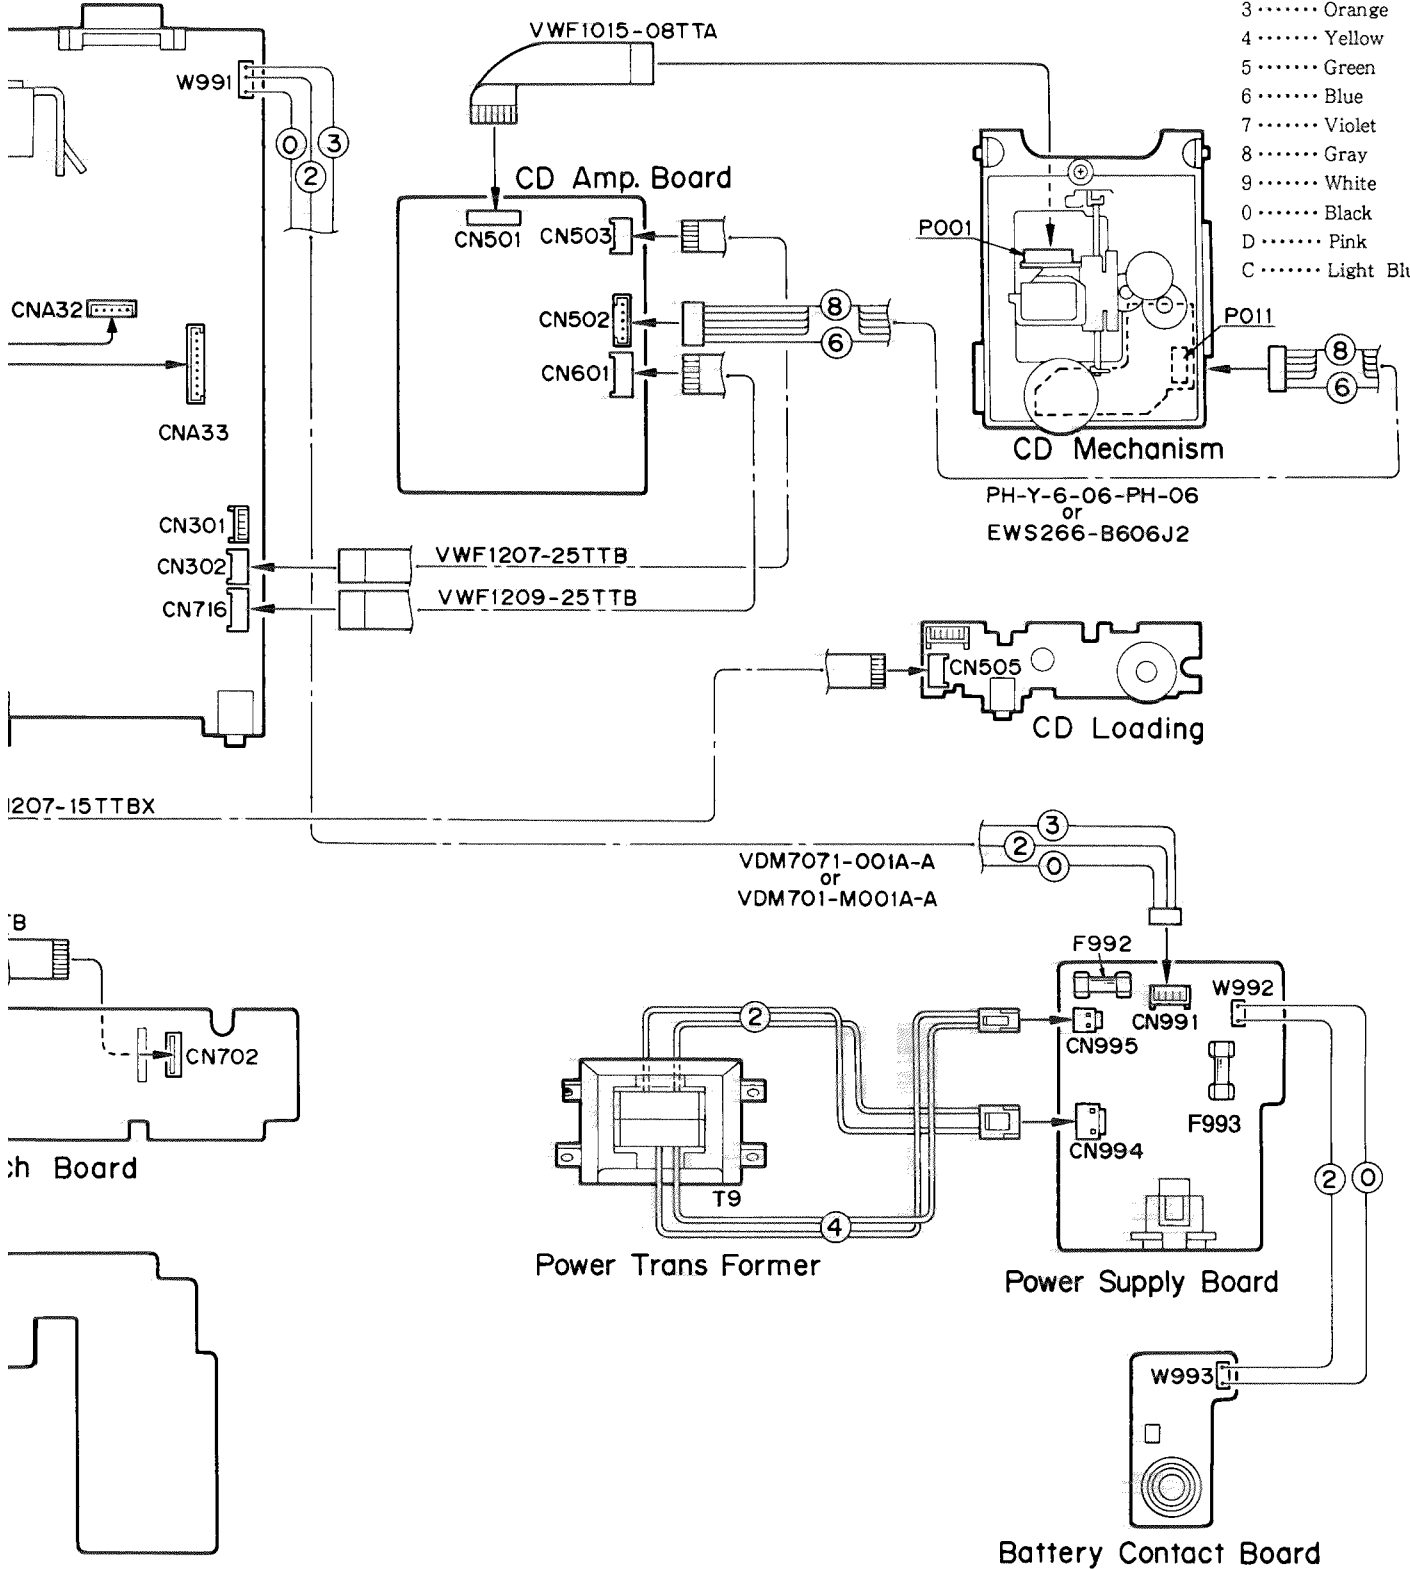 3 ······· Orange
4 ······· Yellow
5 ······· Green
6 ······· Blue
7 ······· Violet
8 ······· Gray
9 ······· White
0 ······· Black
D ······· Pink
C ······· Light Blu
VWF1015-08TTA
W991
0
2
3
CD Amp. Board
CN501
CN503
CN502
CN601
8
6
P001
P011
8
6
CD Mechanism
PH-Y-6-06-PH-06
or
EWS266-B606J2
CNA32
CNA33
CN301
CN302
CN716
VWF1207-25TTB
VWF1209-25TTB
CN505
CD Loading
1207-15TTBX
3
2
0
VDM7071-001A-A
or
VDM701-M001A-A
TB
CN702
ch Board
F992
W992
CN991
CN995
F993
CN994
2
T9
4
2
0
Power Trans Former
Power Supply Board
W993
Battery Contact Board